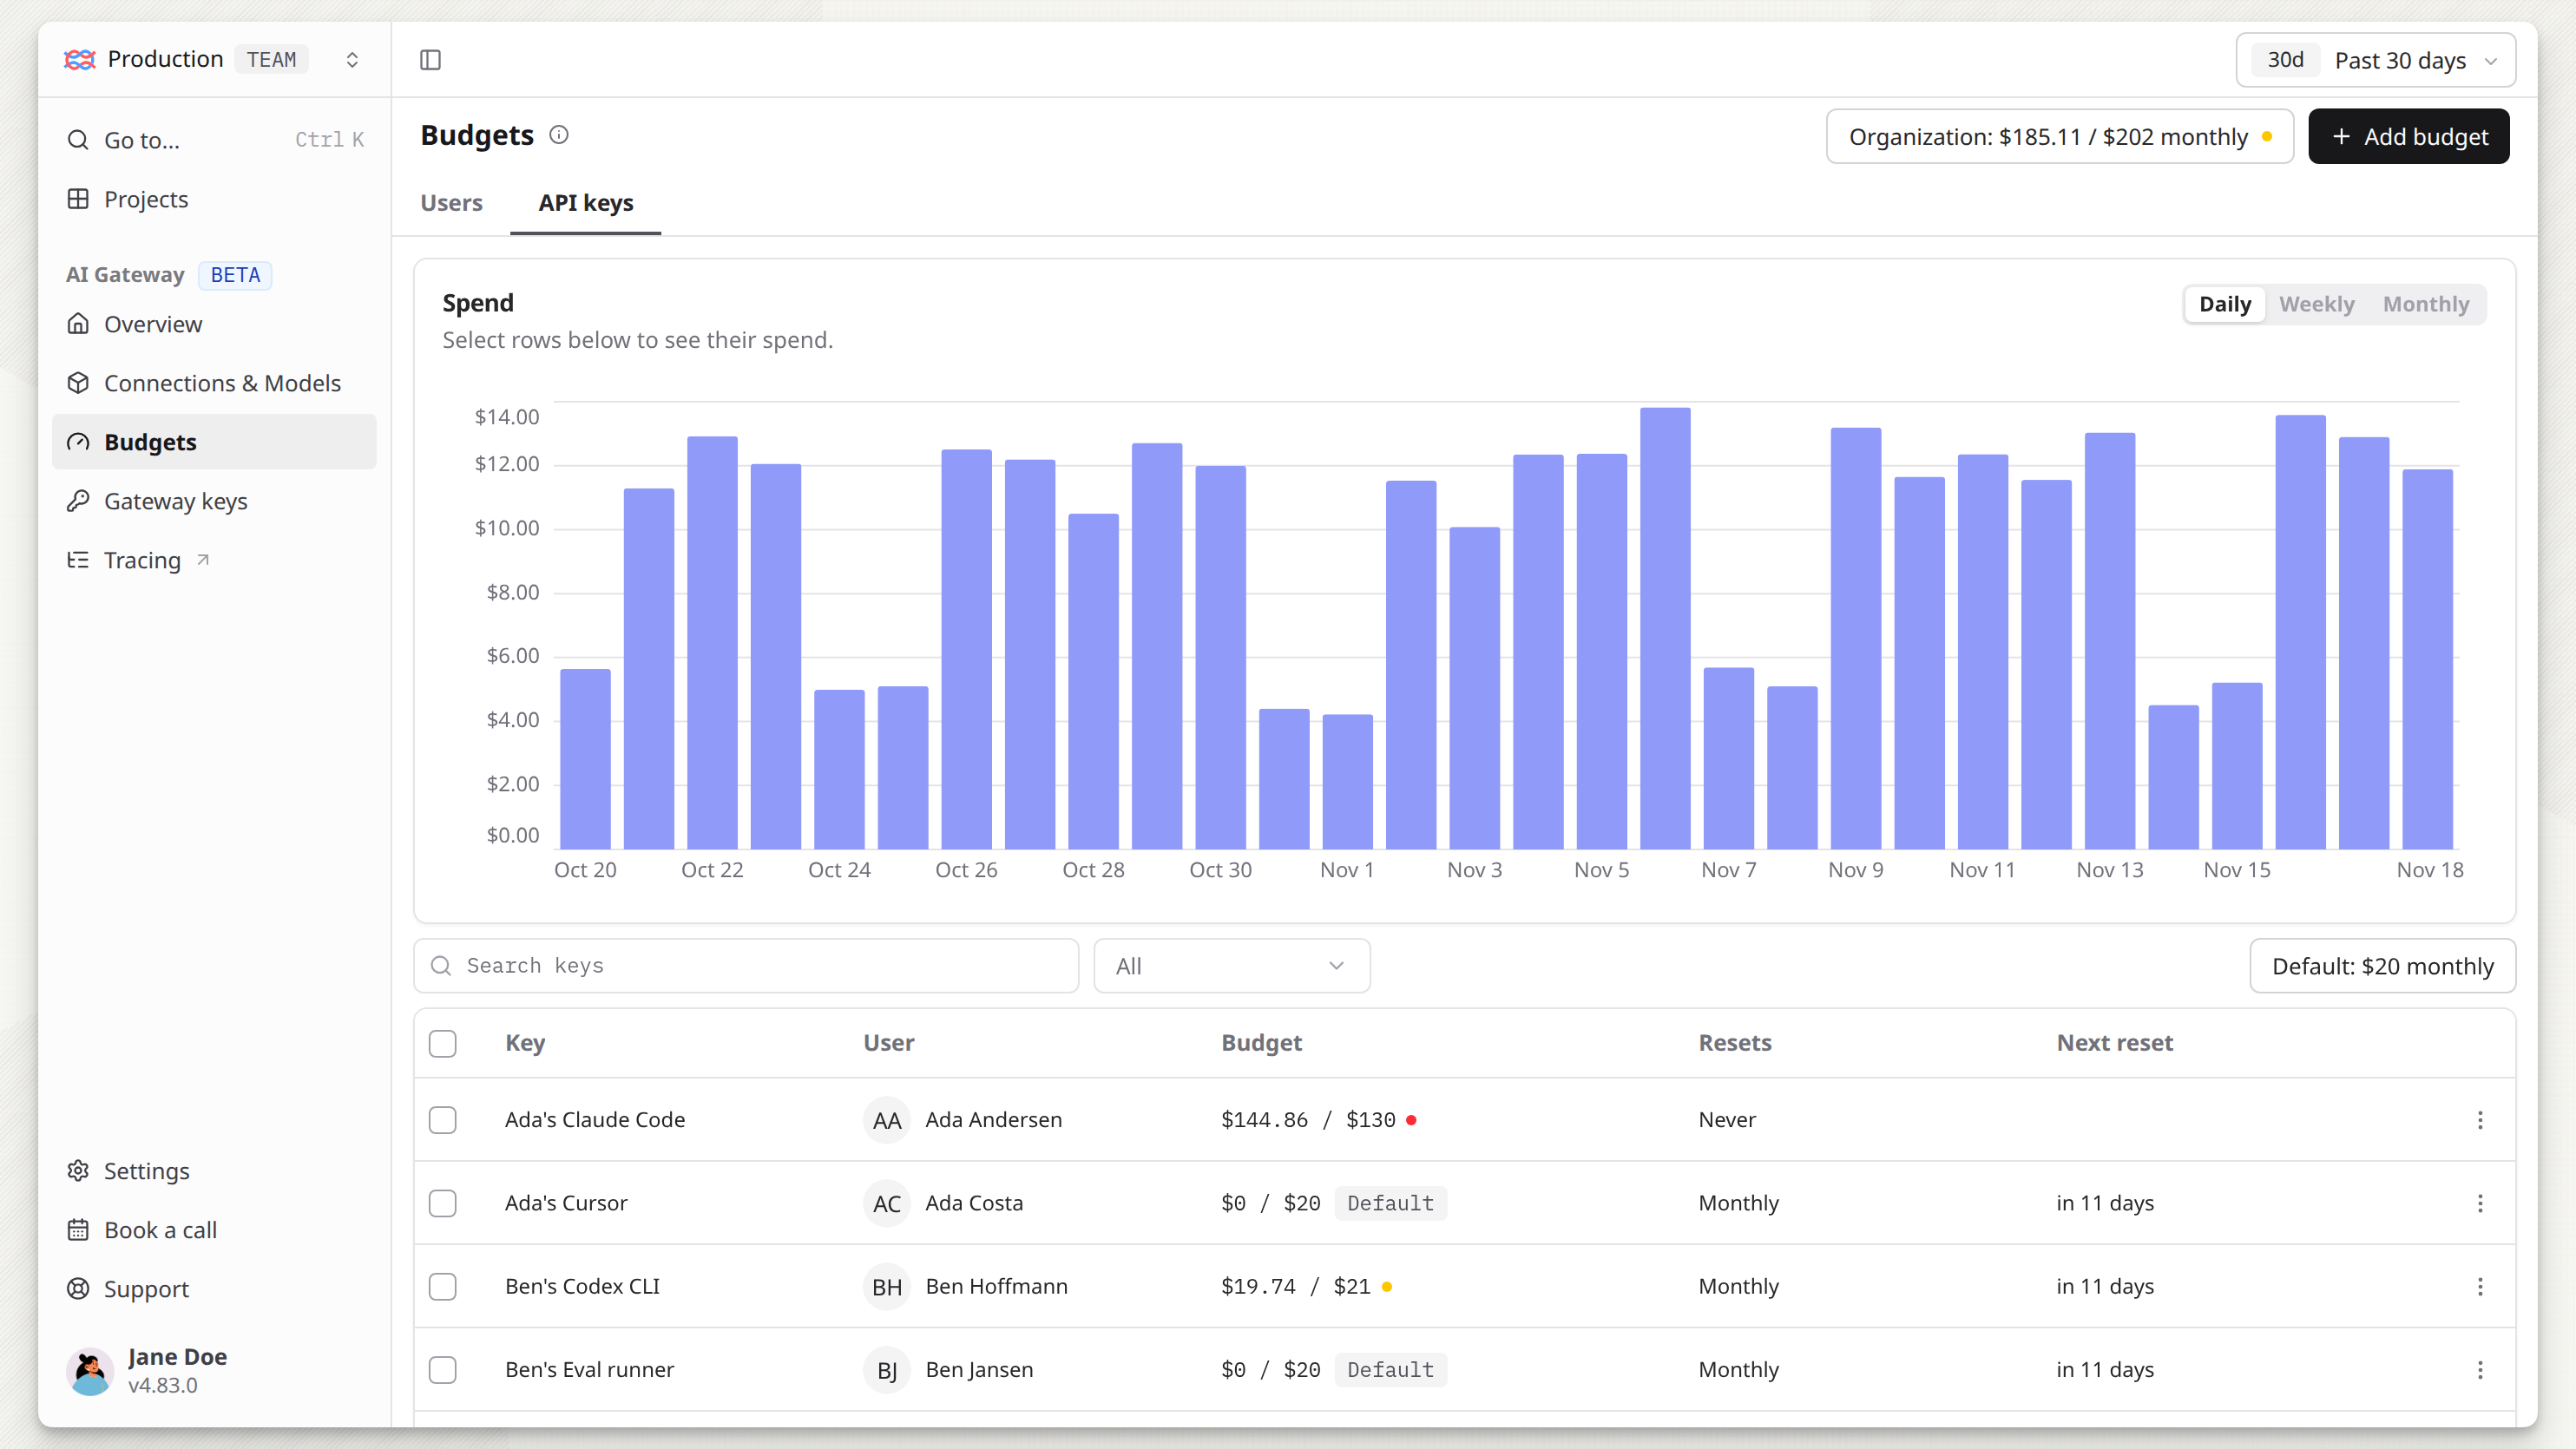 Production TEAM
30d Past 30 days
Go to... Ctrl K
Projects
AI Gateway BETA
Overview
Connections & Models
Budgets
Gateway keys
Tracing
Settings
Book a call
Support
Jane Doe
v4.83.0
Budgets
Organization: $185.11 / $202 monthly
Add budget
Users API keys
Spend
Select rows below to see their spend.
Daily Weekly Monthly
$14.00
$12.00
$10.00
$8.00
$6.00
$4.00
$2.00
$0.00
Oct 20 Oct 22 Oct 24 Oct 26 Oct 28 Oct 30 Nov 1 Nov 3 Nov 5 Nov 7 Nov 9 Nov 11 Nov 13 Nov 15 Nov 18
Search keys All Default: $20 monthly
Key User Budget Resets Next reset
Ada's Claude Code AA Ada Andersen $144.86 / $130 Never
Ada's Cursor AC Ada Costa $0 / $20 Default Monthly in 11 days
Ben's Codex CLI BH Ben Hoffmann $19.74 / $21 Monthly in 11 days
Ben's Eval runner BJ Ben Jansen $0 / $20 Default Monthly in 11 days